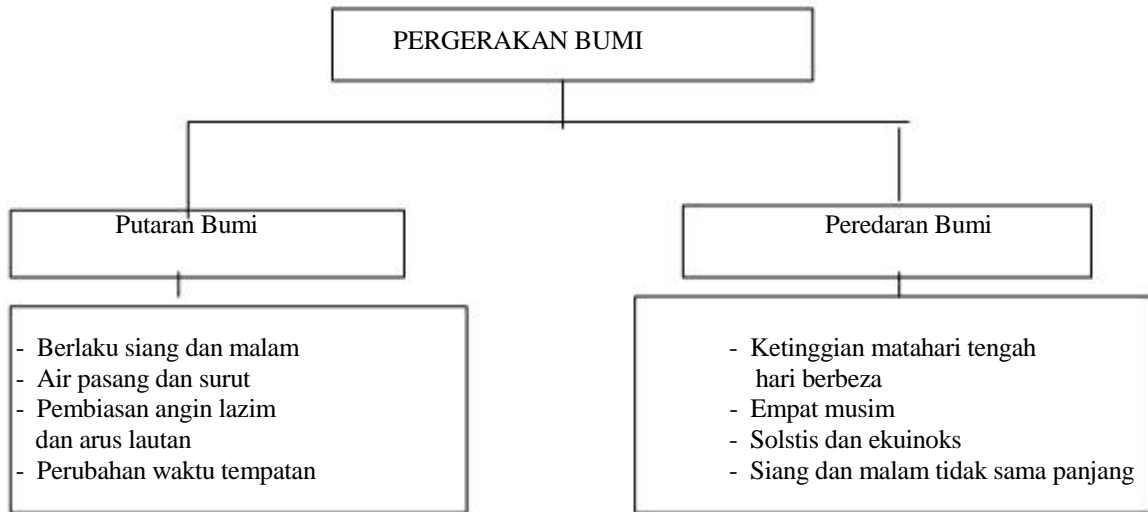 PERGERAKAN BUMI
Putaran Bumi
- Berlaku siang dan malam
- Air pasang dan surut
- Pembiasan angin lazim
dan arus lautan
- Perubahan waktu tempatan
Peredaran Bumi
- Ketinggian matahari tengah
hari berbeza
- Empat musim
- Solstis dan ekuinoks
- Siang dan malam tidak sama panjang